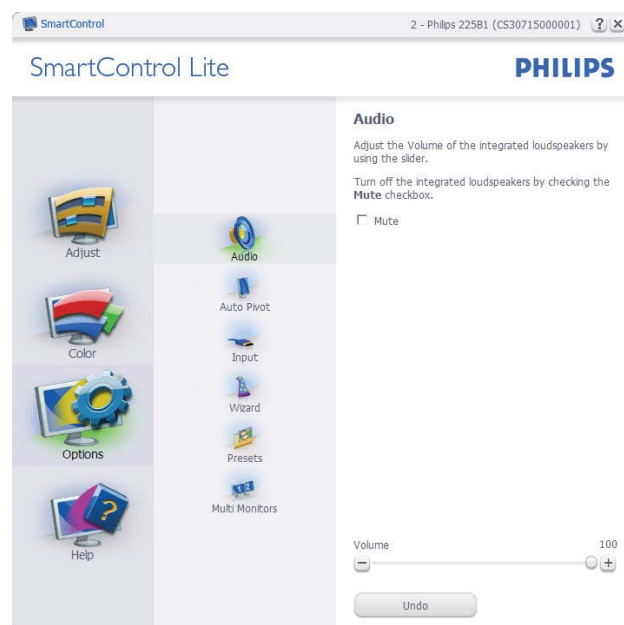 SmartControl
2 - Philips 225B1 (CS30715000001) ? ×
SmartControl Lite
PHILIPS
Adjust
Color
Options
Help
Audio
Auto Pivot
Input
Wizard
Presets
1 2
Multi Monitors
Audio
Adjust the Volume of the integrated loudspeakers by
using the slider.
Turn off the integrated loudspeakers by checking the
Mute checkbox.
Mute
Volume 100
Undo